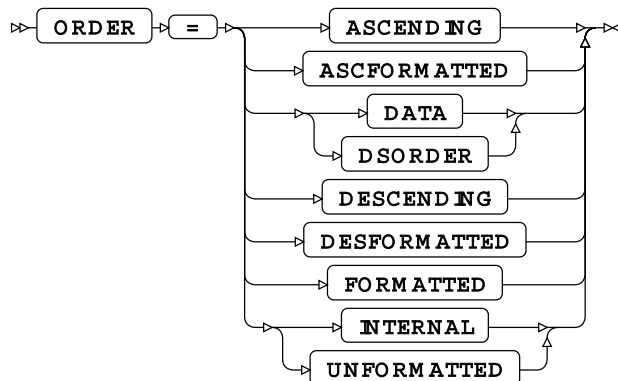 ORDER = ASCENDING
ASCFORMATTED
DATA
DSORDER
DESCENDING
DESFORMATTED
FORMATTED
INTERNAL
UNFORMATTED